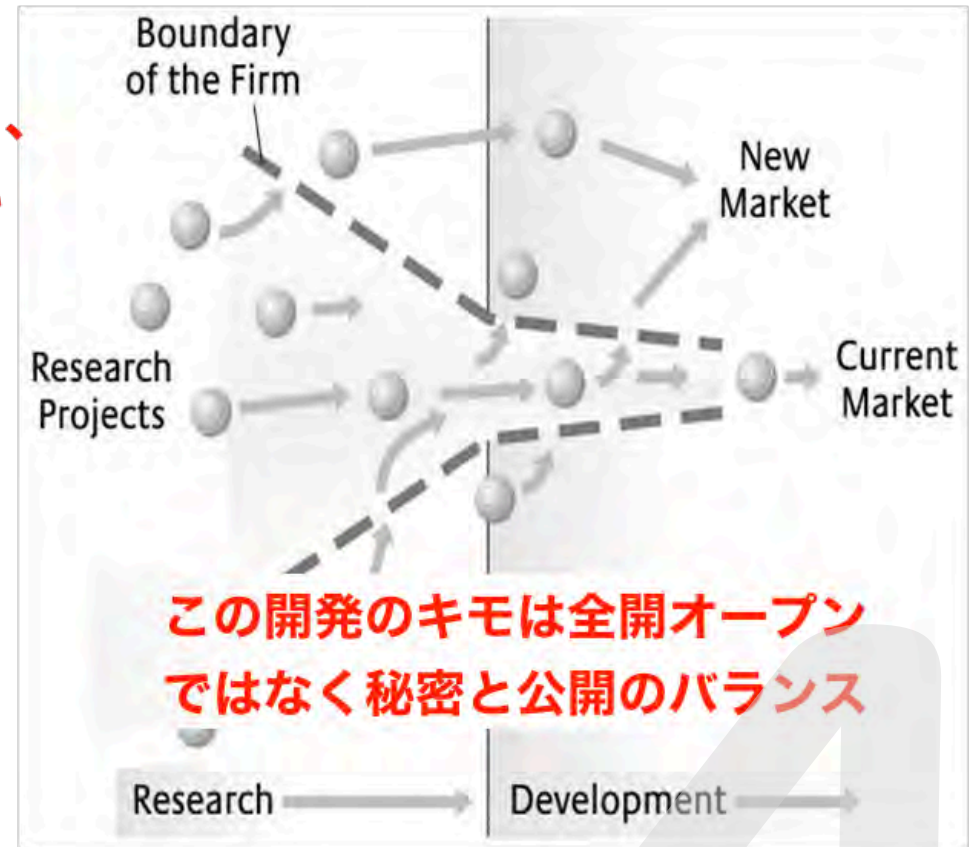 Boundary
of the Firm
New
Market
Research
Projects
Current
Market
この開発のキモは全開オープン
ではなく秘密と公開のバランス
Research
Development